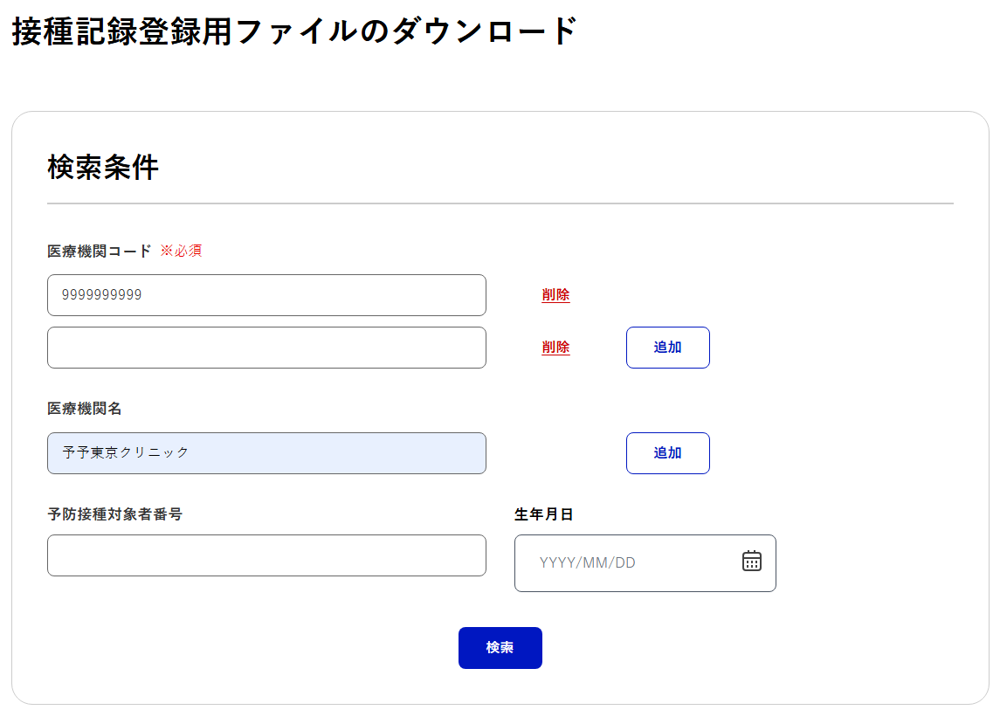 接種記録登録用ファイルのダウンロード
検索条件
医療機関コード ※必須
9999999999 削除
削除 追加
医療機関名
予予東京クリニック 追加
予防接種対象者番号 生年月日
YYYY/MM/DD
検索